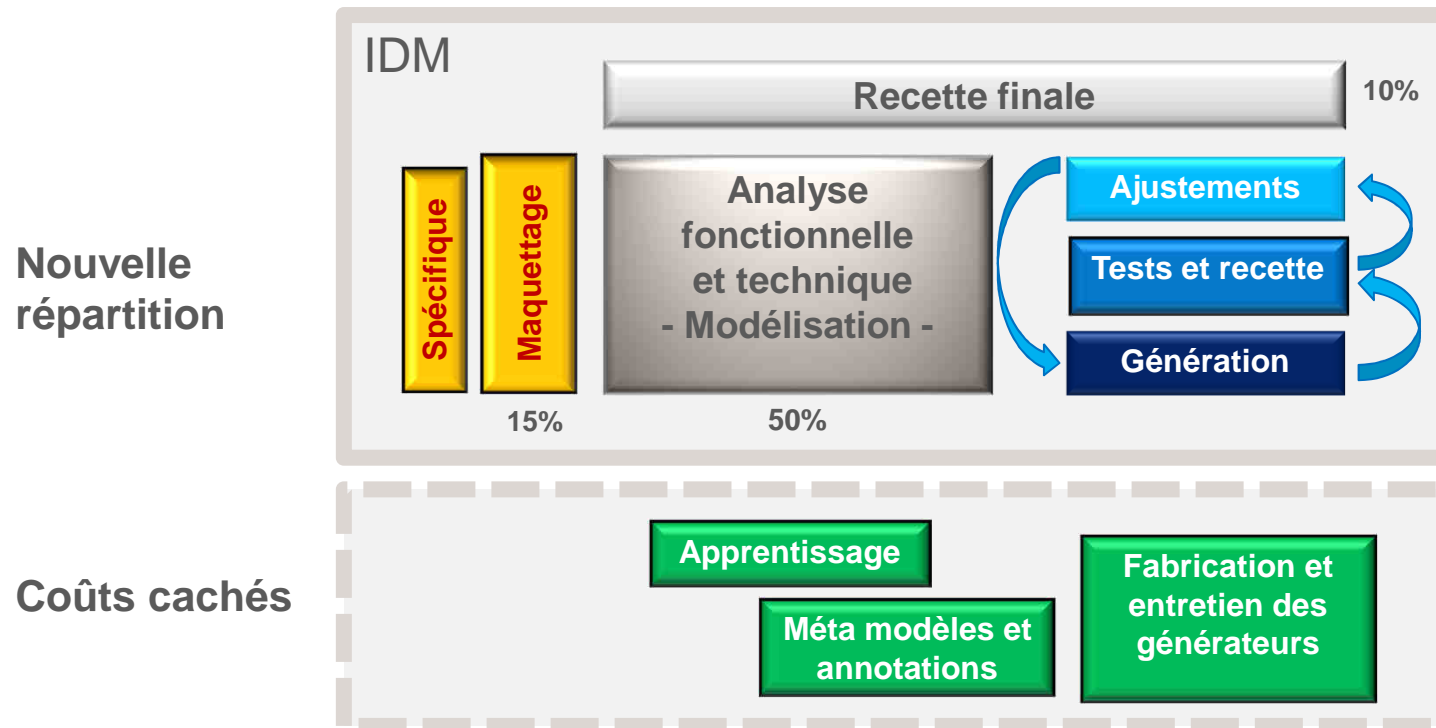 IDM
Recette finale
10%
Spécifique
Maquettage
Analyse
fonctionnelle
et technique
- Modélisation -
Ajustements
Tests et recette
Génération
15%
50%
Nouvelle
répartition
Coûts cachés
Apprentissage
Méta modèles et
annotations
Fabrication et
entretien des
générateurs